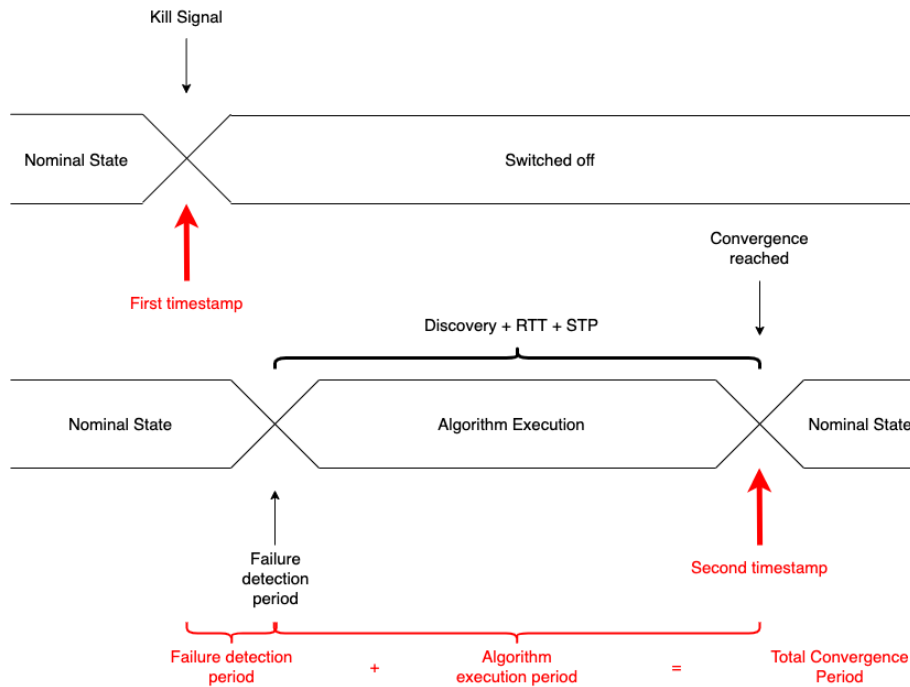 Kill Signal
Nominal State
Switched off
First timestamp
Convergence
reached
Discovery + RTT + STP
Nominal State
Algorithm Execution
Nominal State
Failure
detection
period
Second timestamp
Failure detection
period
+
Algorithm
execution period
=
Total Convergence
Period